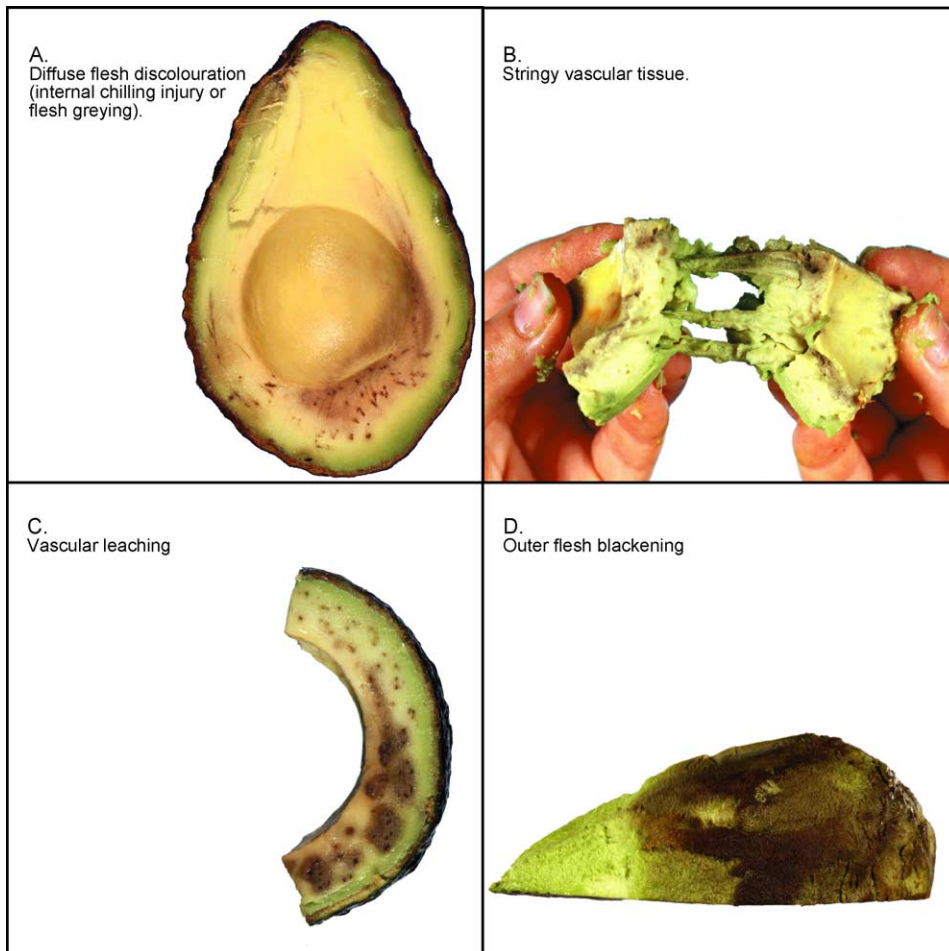 A.
Diffuse flesh discolouration
(internal chilling injury or
flesh greying).
B.
Stringy vascular tissue.
C.
Vascular leaching
D.
Outer flesh blackening